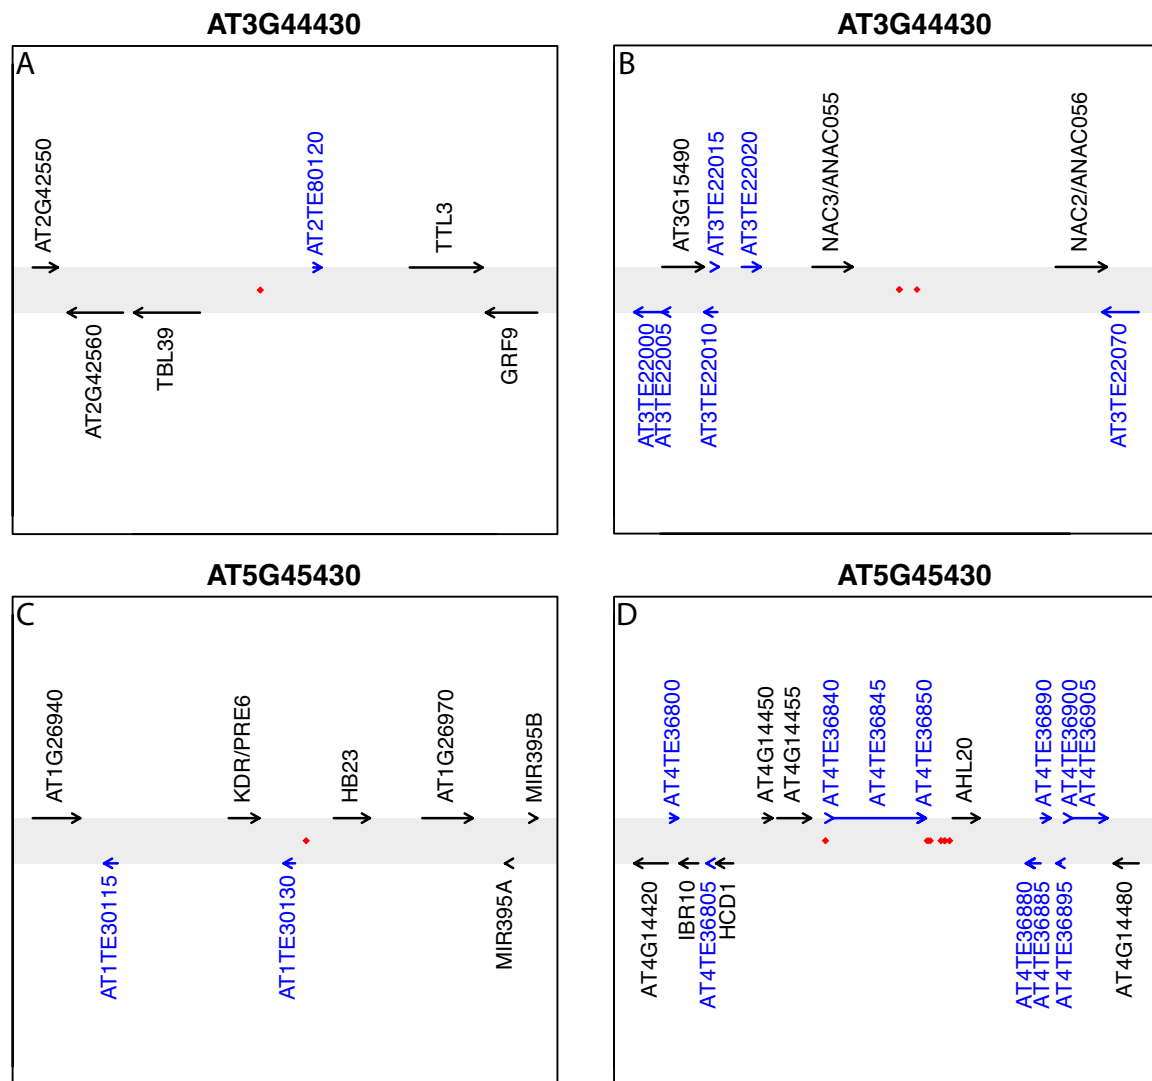 AT3G44430
A
AT2G42550
AT2TE80120
TTL3
AT2G42560
TBL39
GRF9
AT3G44430
B
AT3G15490
AT3TE22015
AT3TE22020
NAC3/ANAC055
NAC2/ANAC056
AT3TE22000
AT3TE22005
AT3TE22010
AT3TE22070
AT5G45430
C
AT1G26940
KDR/PRE6
HB23
AT1G26970
MIR395B
AT1TE30115
AT1TE30130
MIR395A
AT5G45430
D
AT4TE36800
AT4G14450
AT4G14455
AT4TE36840
AT4TE36845
AT4TE36850
AHL20
AT4TE36890
AT4TE36900
AT4TE36905
AT4G14420
IBR10
AT4TE36805
HCD1
AT4TE36880
AT4TE36885
AT4TE36895
AT4G14480